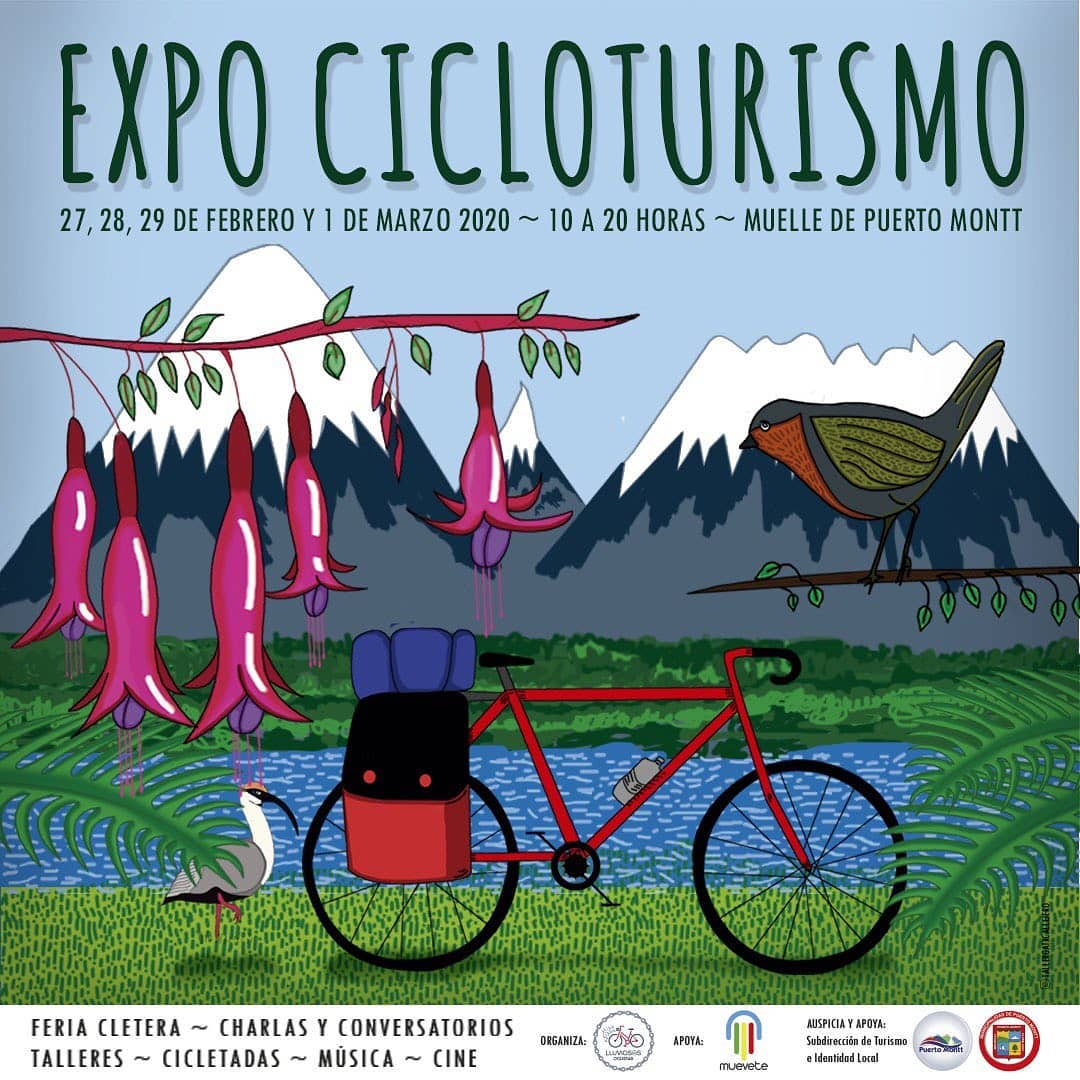 EXPO CICLOTURISMO
27, 28, 29 DE FEBRERO Y 1 DE MARZO 2020 ~ 10 A 20 HORAS ~ MUELLE DE PUERTO MONTT
FERIA CLETERA ~ CHARLAS Y CONVERSATORIOS
TALLERES ~ CICLETADAS ~ MÚSICA ~ CINE
ORGANIZA:
APOYA:
muevete
AUSPICIA Y APOYA:
Subdirección de Turismo
e Identidad Local
Puerto Montt